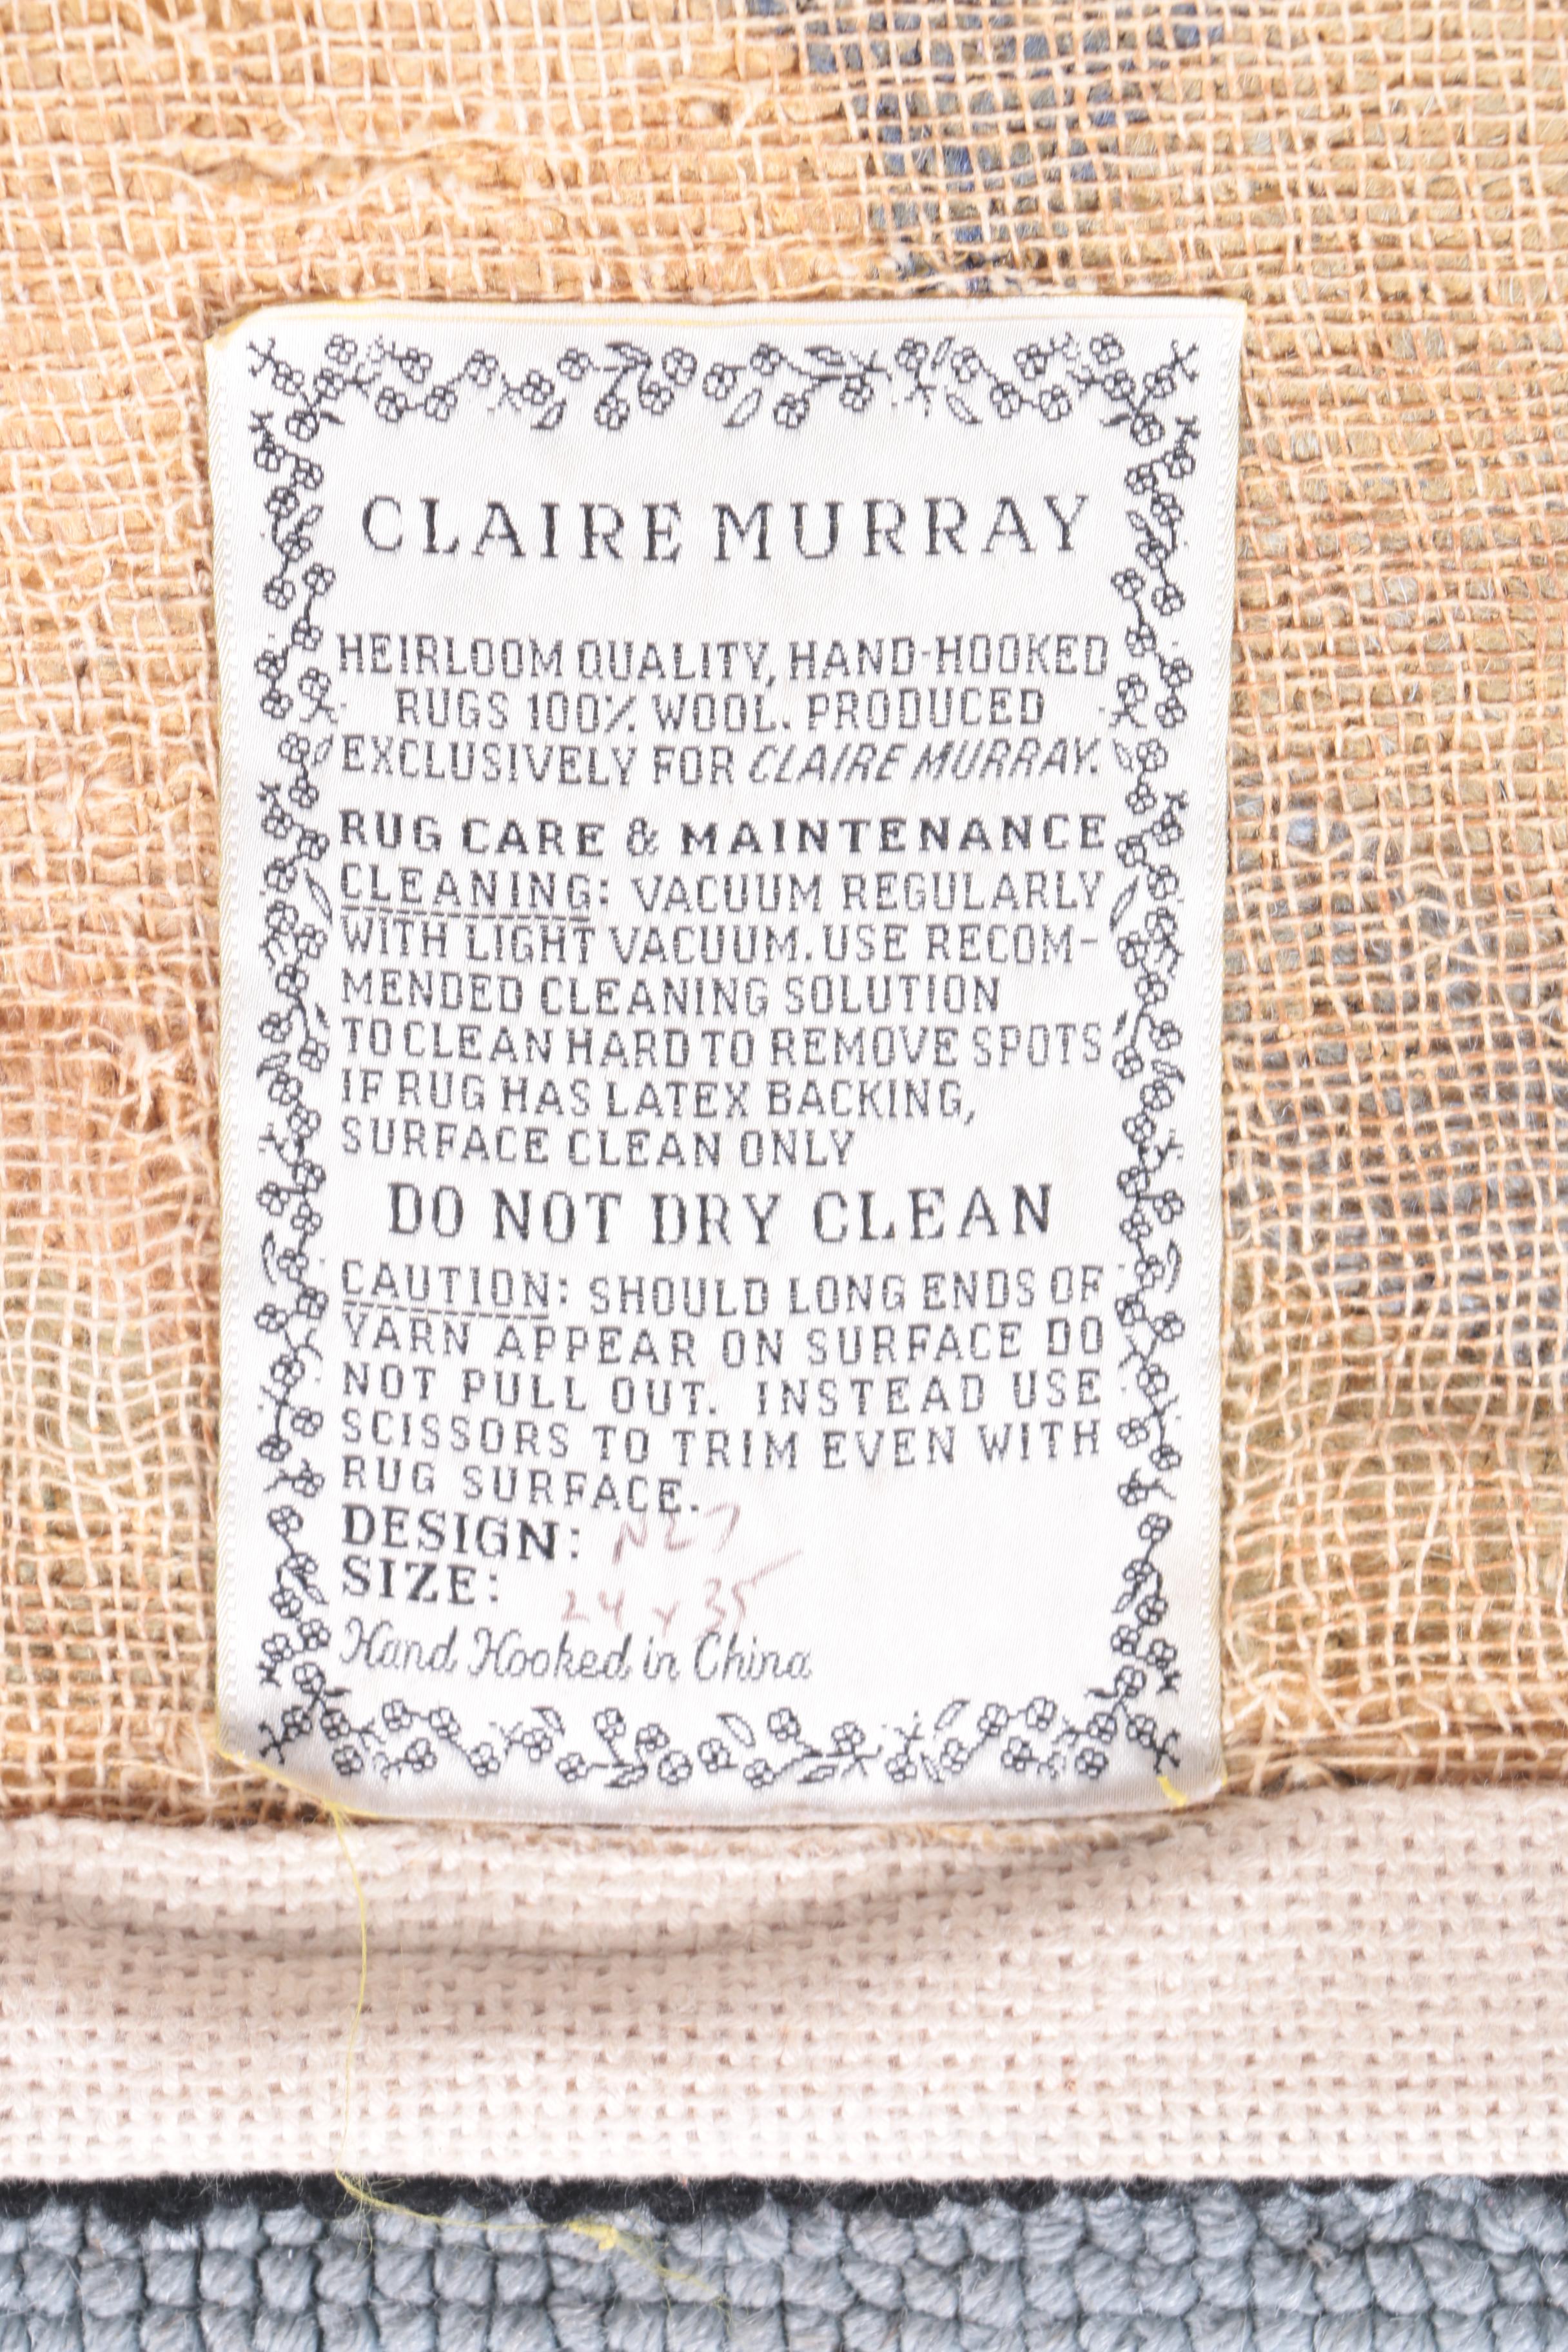 CLAIRE MURRAY
HEIRLOOM QUALITY, HAND-HOOKED
RUGS 100% WOOL. PRODUCED
EXCLUSIVELY FOR CLAIRE MURRAY.
RUG CARE & MAINTENANCE
CLEANING: VACUUM REGULARLY
WITH LIGHT VACUUM. USE RECOM-
MENDED CLEANING SOLUTION
TO CLEAN HARD TO REMOVE SPOTS
IF RUG HAS LATEX BACKING,
SURFACE CLEAN ONLY
DO NOT DRY CLEAN
CAUTION: SHOULD LONG ENDS OF
YARN APPEAR ON SURFACE DO
NOT PULL OUT. INSTEAD USE
SCISSORS TO TRIM EVEN WITH
RUG SURFACE.
DESIGN:
SIZE: 24 x 35
Hand Hooked in China